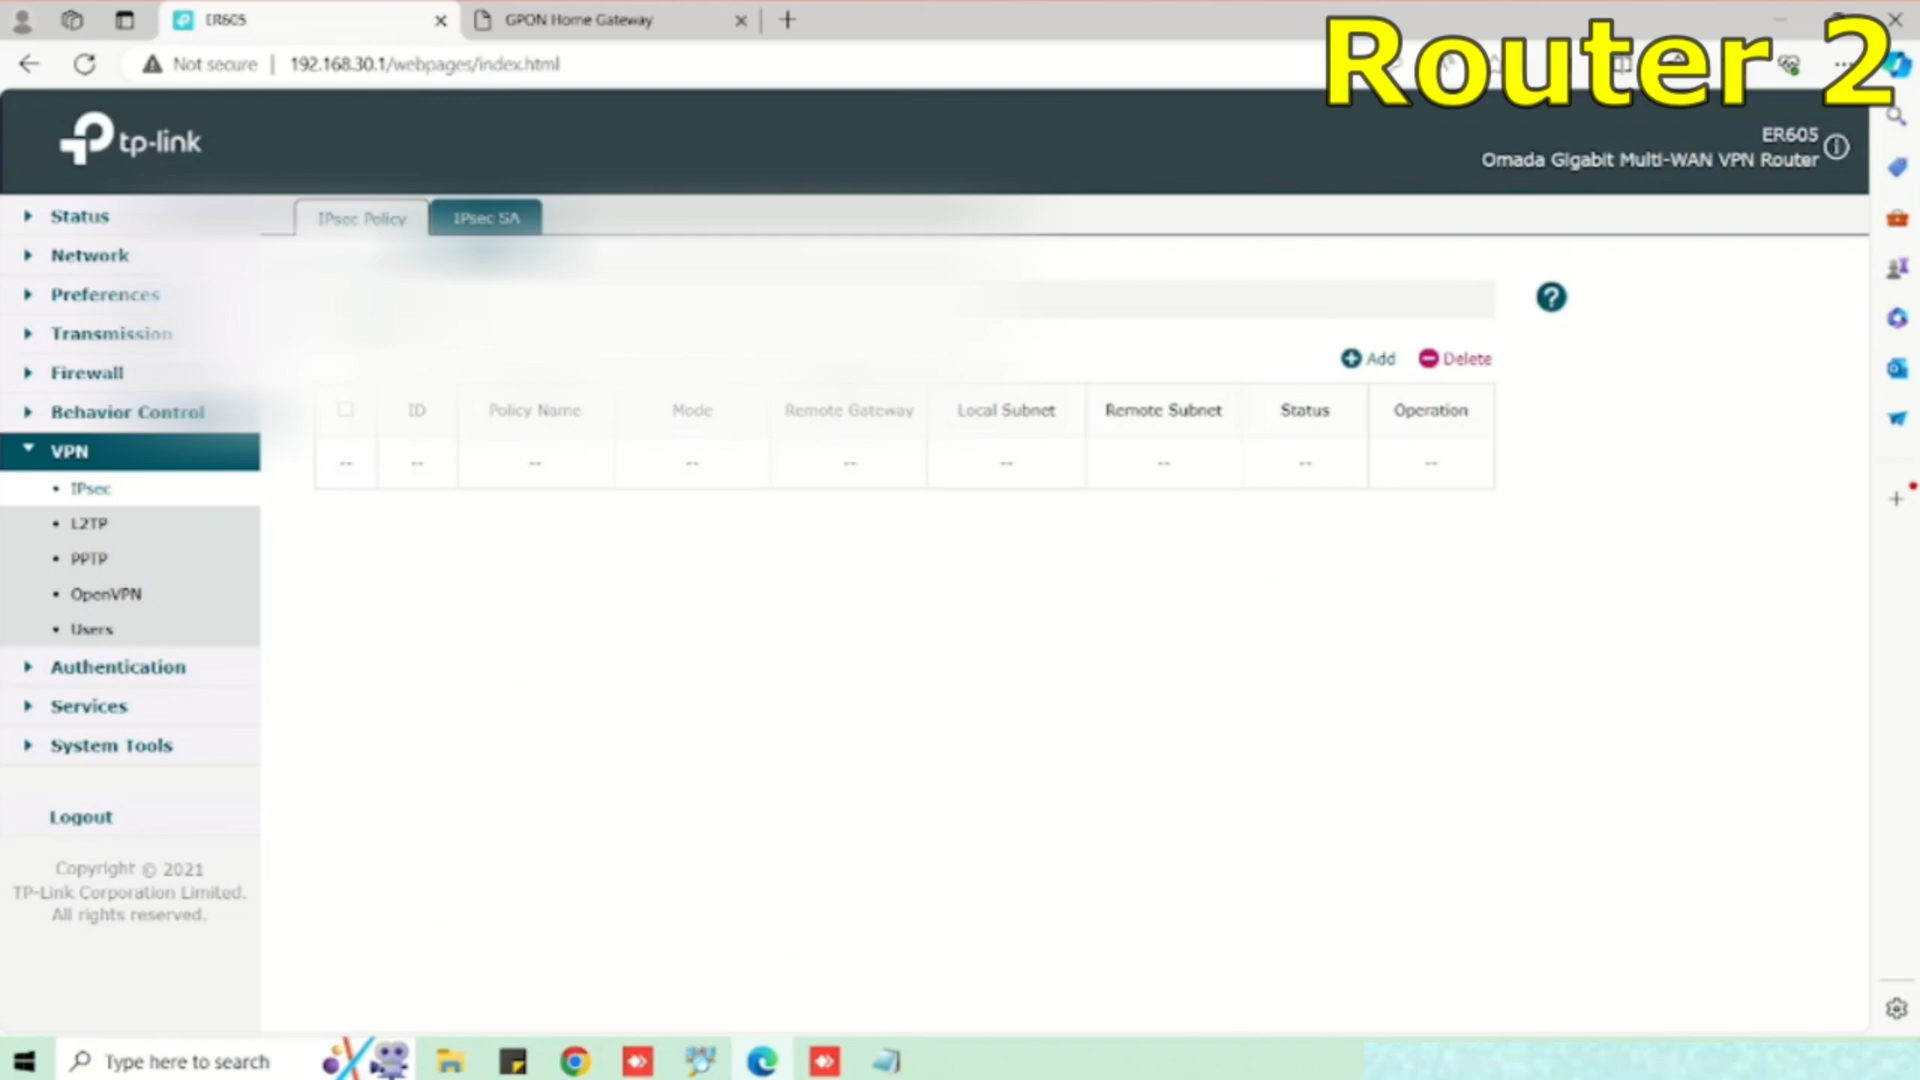 ER605
GPON Home Gateway
Router 2
Not secure
192.168.30.1/webpages/index.html
tp-link
ER605
Omada Gigabit Multi-WAN VPN Router
Status
Network
Preferences
Transmission
Firewall
Behavior Control
VPN
IPsec
L2TP
PPTP
OpenVPN
Users
Authentication
Services
System Tools
Logout
Copyright © 2021
TP-Link Corporation Limited.
All rights reserved.
IPsec Policy
IPsec SA
Add
Delete
ID
Policy Name
Mode
Remote Gateway
Local Subnet
Remote Subnet
Status
Operation
-- -- -- -- -- -- -- -- --
Type here to search